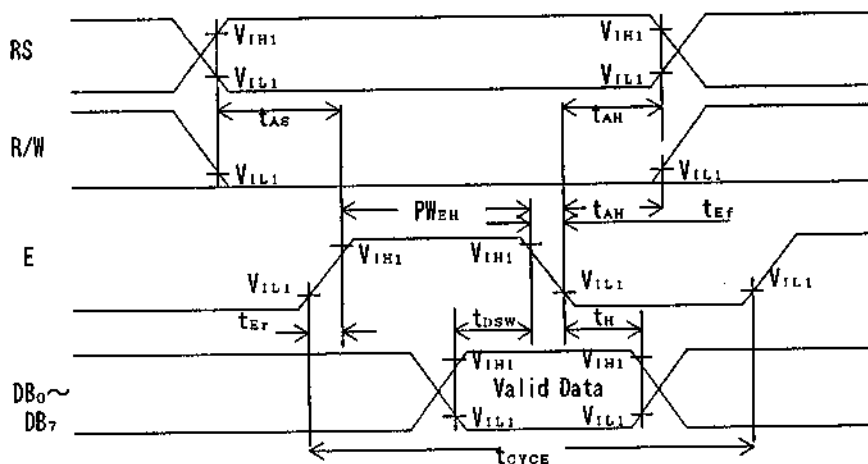 RS VIH1 VIH1
VIL1 VIL1
tAS tAH
R/W VIL1 VIL1
PWEH tAH tEf
E VIH1 VIH1
VIL1 VIL1 VIL1
tEr tDSW tH
VIH1 VIH1
DB0~ Valid Data
DB7 VIL1 VIL1
tCYCE